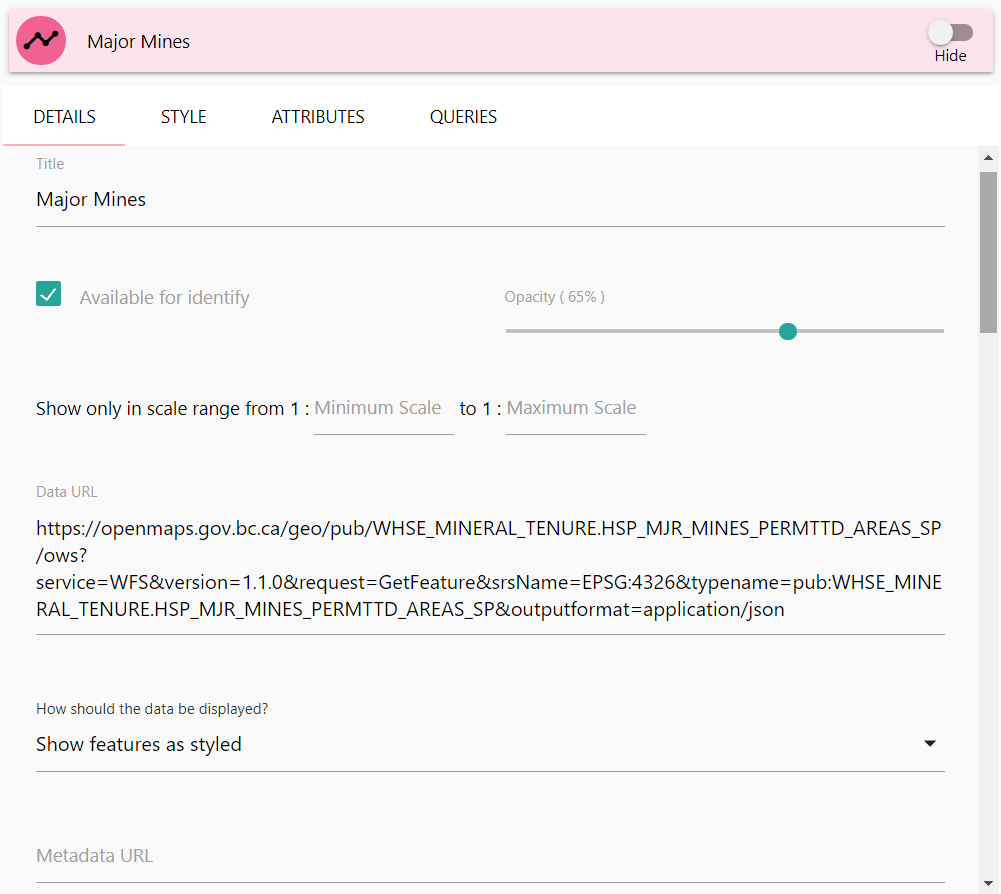 Major Mines
Hide
DETAILS STYLE ATTRIBUTES QUERIES
Title
Major Mines
Available for identify
Opacity ( 65% )
Show only in scale range from 1 : Minimum Scale to 1 : Maximum Scale
Data URL
https://openmaps.gov.bc.ca/geo/pub/WHSE_MINERAL_TENURE.HSP_MJR_MINES_PERMTTD_AREAS_SP
/ows?
service=WFS&version=1.1.0&request=GetFeature&srsName=EPSG:4326&typename=pub:WHSE_MINE
RAL_TENURE.HSP_MJR_MINES_PERMTTD_AREAS_SP&outputformat=application/json
How should the data be displayed?
Show features as styled
Metadata URL